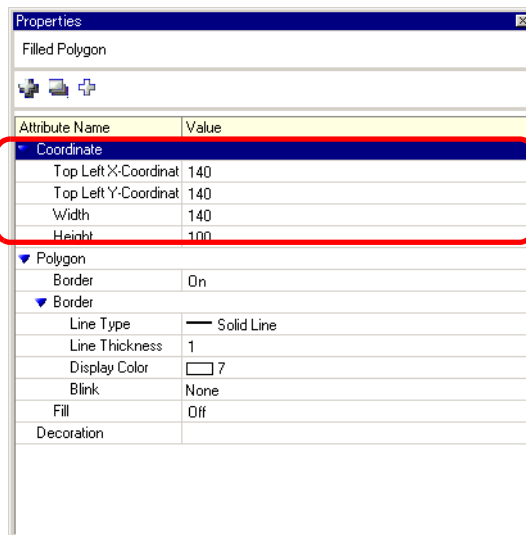 Properties
Filled Polygon
Attribute Name Value
Coordinate
Top Left X-Coordinat 140
Top Left Y-Coordinat 140
Width 140
Height 100
Polygon
Border On
Border
Line Type Solid Line
Line Thickness 1
Display Color 7
Blink None
Fill Off
Decoration